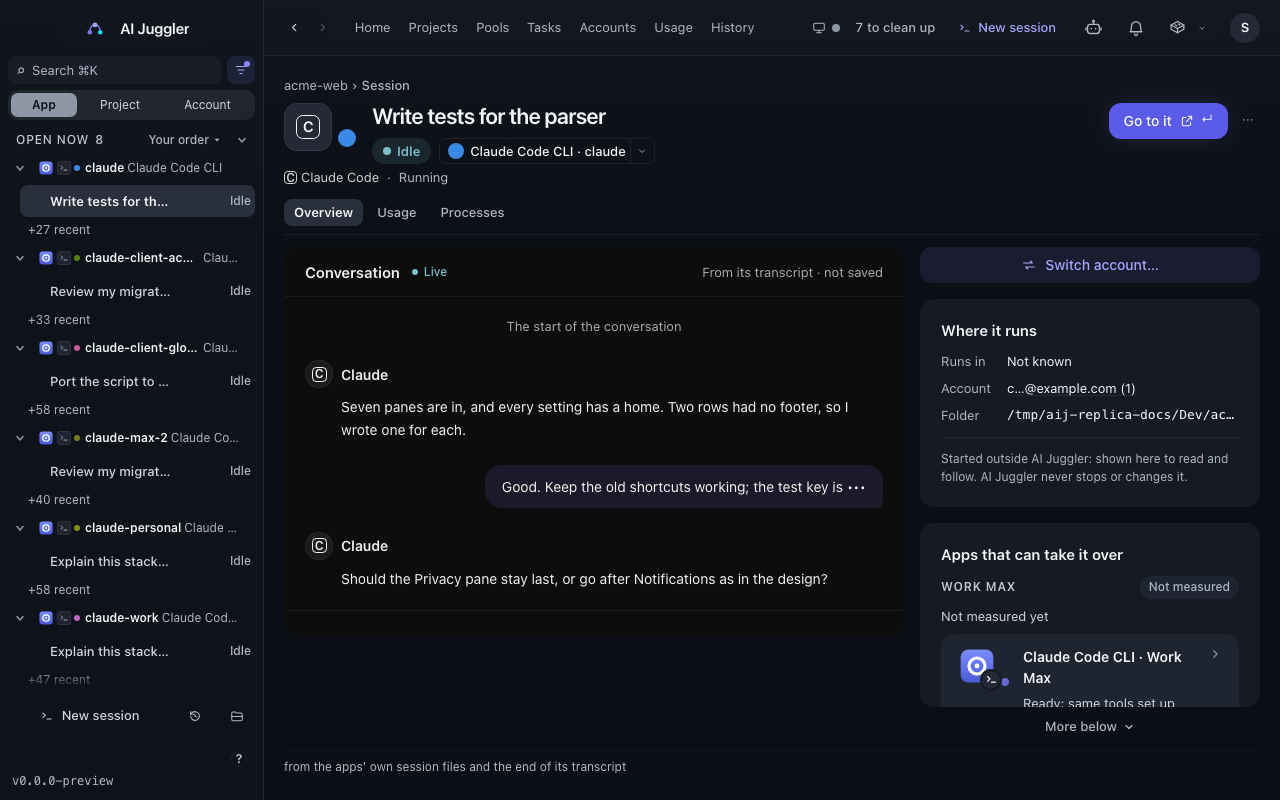 AI Juggler
Search ⌘K
App Project Account
OPEN NOW 8 Your order
claude Claude Code CLI
Write tests for th... Idle
+27 recent
claude-client-ac... Clau...
Review my migrat... Idle
+33 recent
claude-client-glo... Clau...
Port the script to ... Idle
+58 recent
claude-max-2 Claude Co...
Review my migrat... Idle
+40 recent
claude-personal Claude ...
Explain this stack... Idle
+58 recent
claude-work Claude Cod...
Explain this stack... Idle
+47 recent
New session
?
v0.0.0-preview
Home Projects Pools Tasks Accounts Usage History
7 to clean up
New session
S
acme-web › Session
C
Write tests for the parser
Idle
Claude Code CLI · claude
Go to it
C Claude Code · Running
Overview Usage Processes
Conversation Live From its transcript · not saved
The start of the conversation
C Claude
Seven panes are in, and every setting has a home. Two rows had no footer, so I
wrote one for each.
Good. Keep the old shortcuts working; the test key is •••
C Claude
Should the Privacy pane stay last, or go after Notifications as in the design?
Switch account...
Where it runs
Runs in Not known
Account c...@example.com (1)
Folder /tmp/aij-replica-docs/Dev/ac...
Started outside AI Juggler: shown here to read and
follow. AI Juggler never stops or changes it.
Apps that can take it over
WORK MAX Not measured
Not measured yet
Claude Code CLI · Work
Max
Ready: same tools set up
More below
from the apps' own session files and the end of its transcript